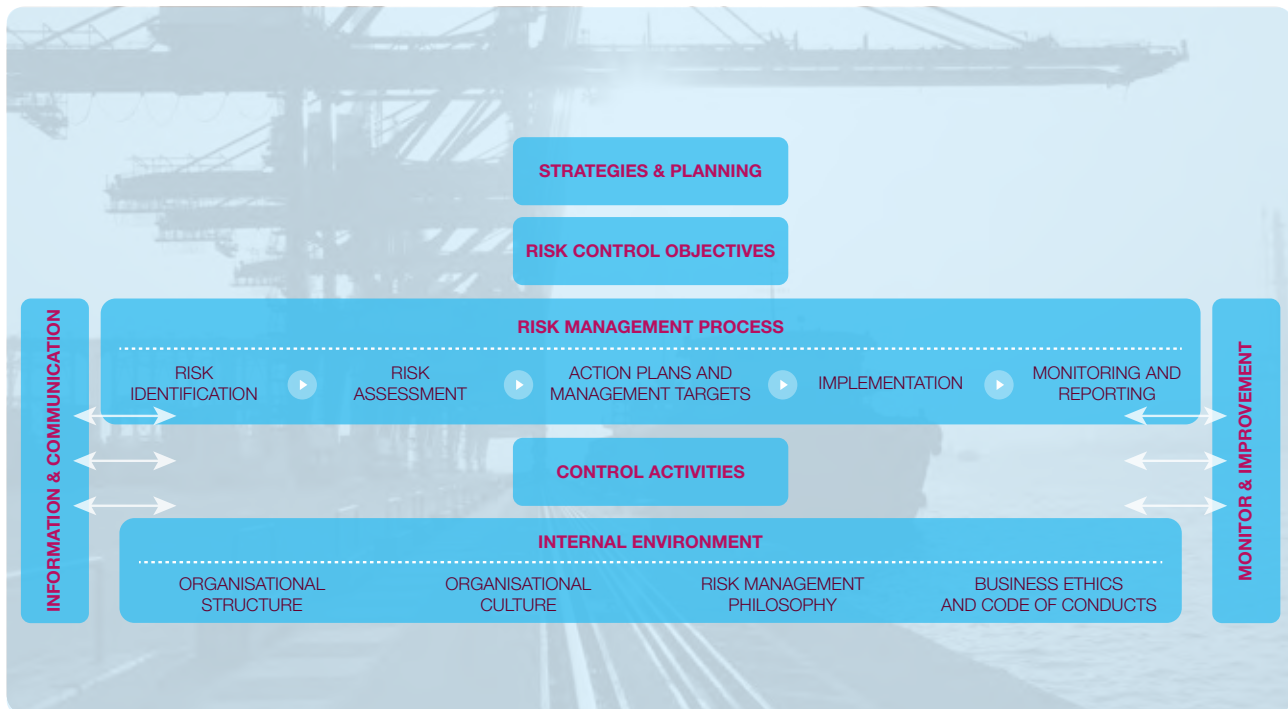 STRATEGIES & PLANNING
RISK CONTROL OBJECTIVES
INFORMATION & COMMUNICATION
RISK MANAGEMENT PROCESS
RISK
IDENTIFICATION
RISK
ASSESSMENT
ACTION PLANS AND
MANAGEMENT TARGETS
IMPLEMENTATION
MONITORING AND
REPORTING
CONTROL ACTIVITIES
INTERNAL ENVIRONMENT
ORGANISATIONAL
STRUCTURE
ORGANISATIONAL
CULTURE
RISK MANAGEMENT
PHILOSOPHY
BUSINESS ETHICS
AND CODE OF CONDUCTS
MONITOR & IMPROVEMENT